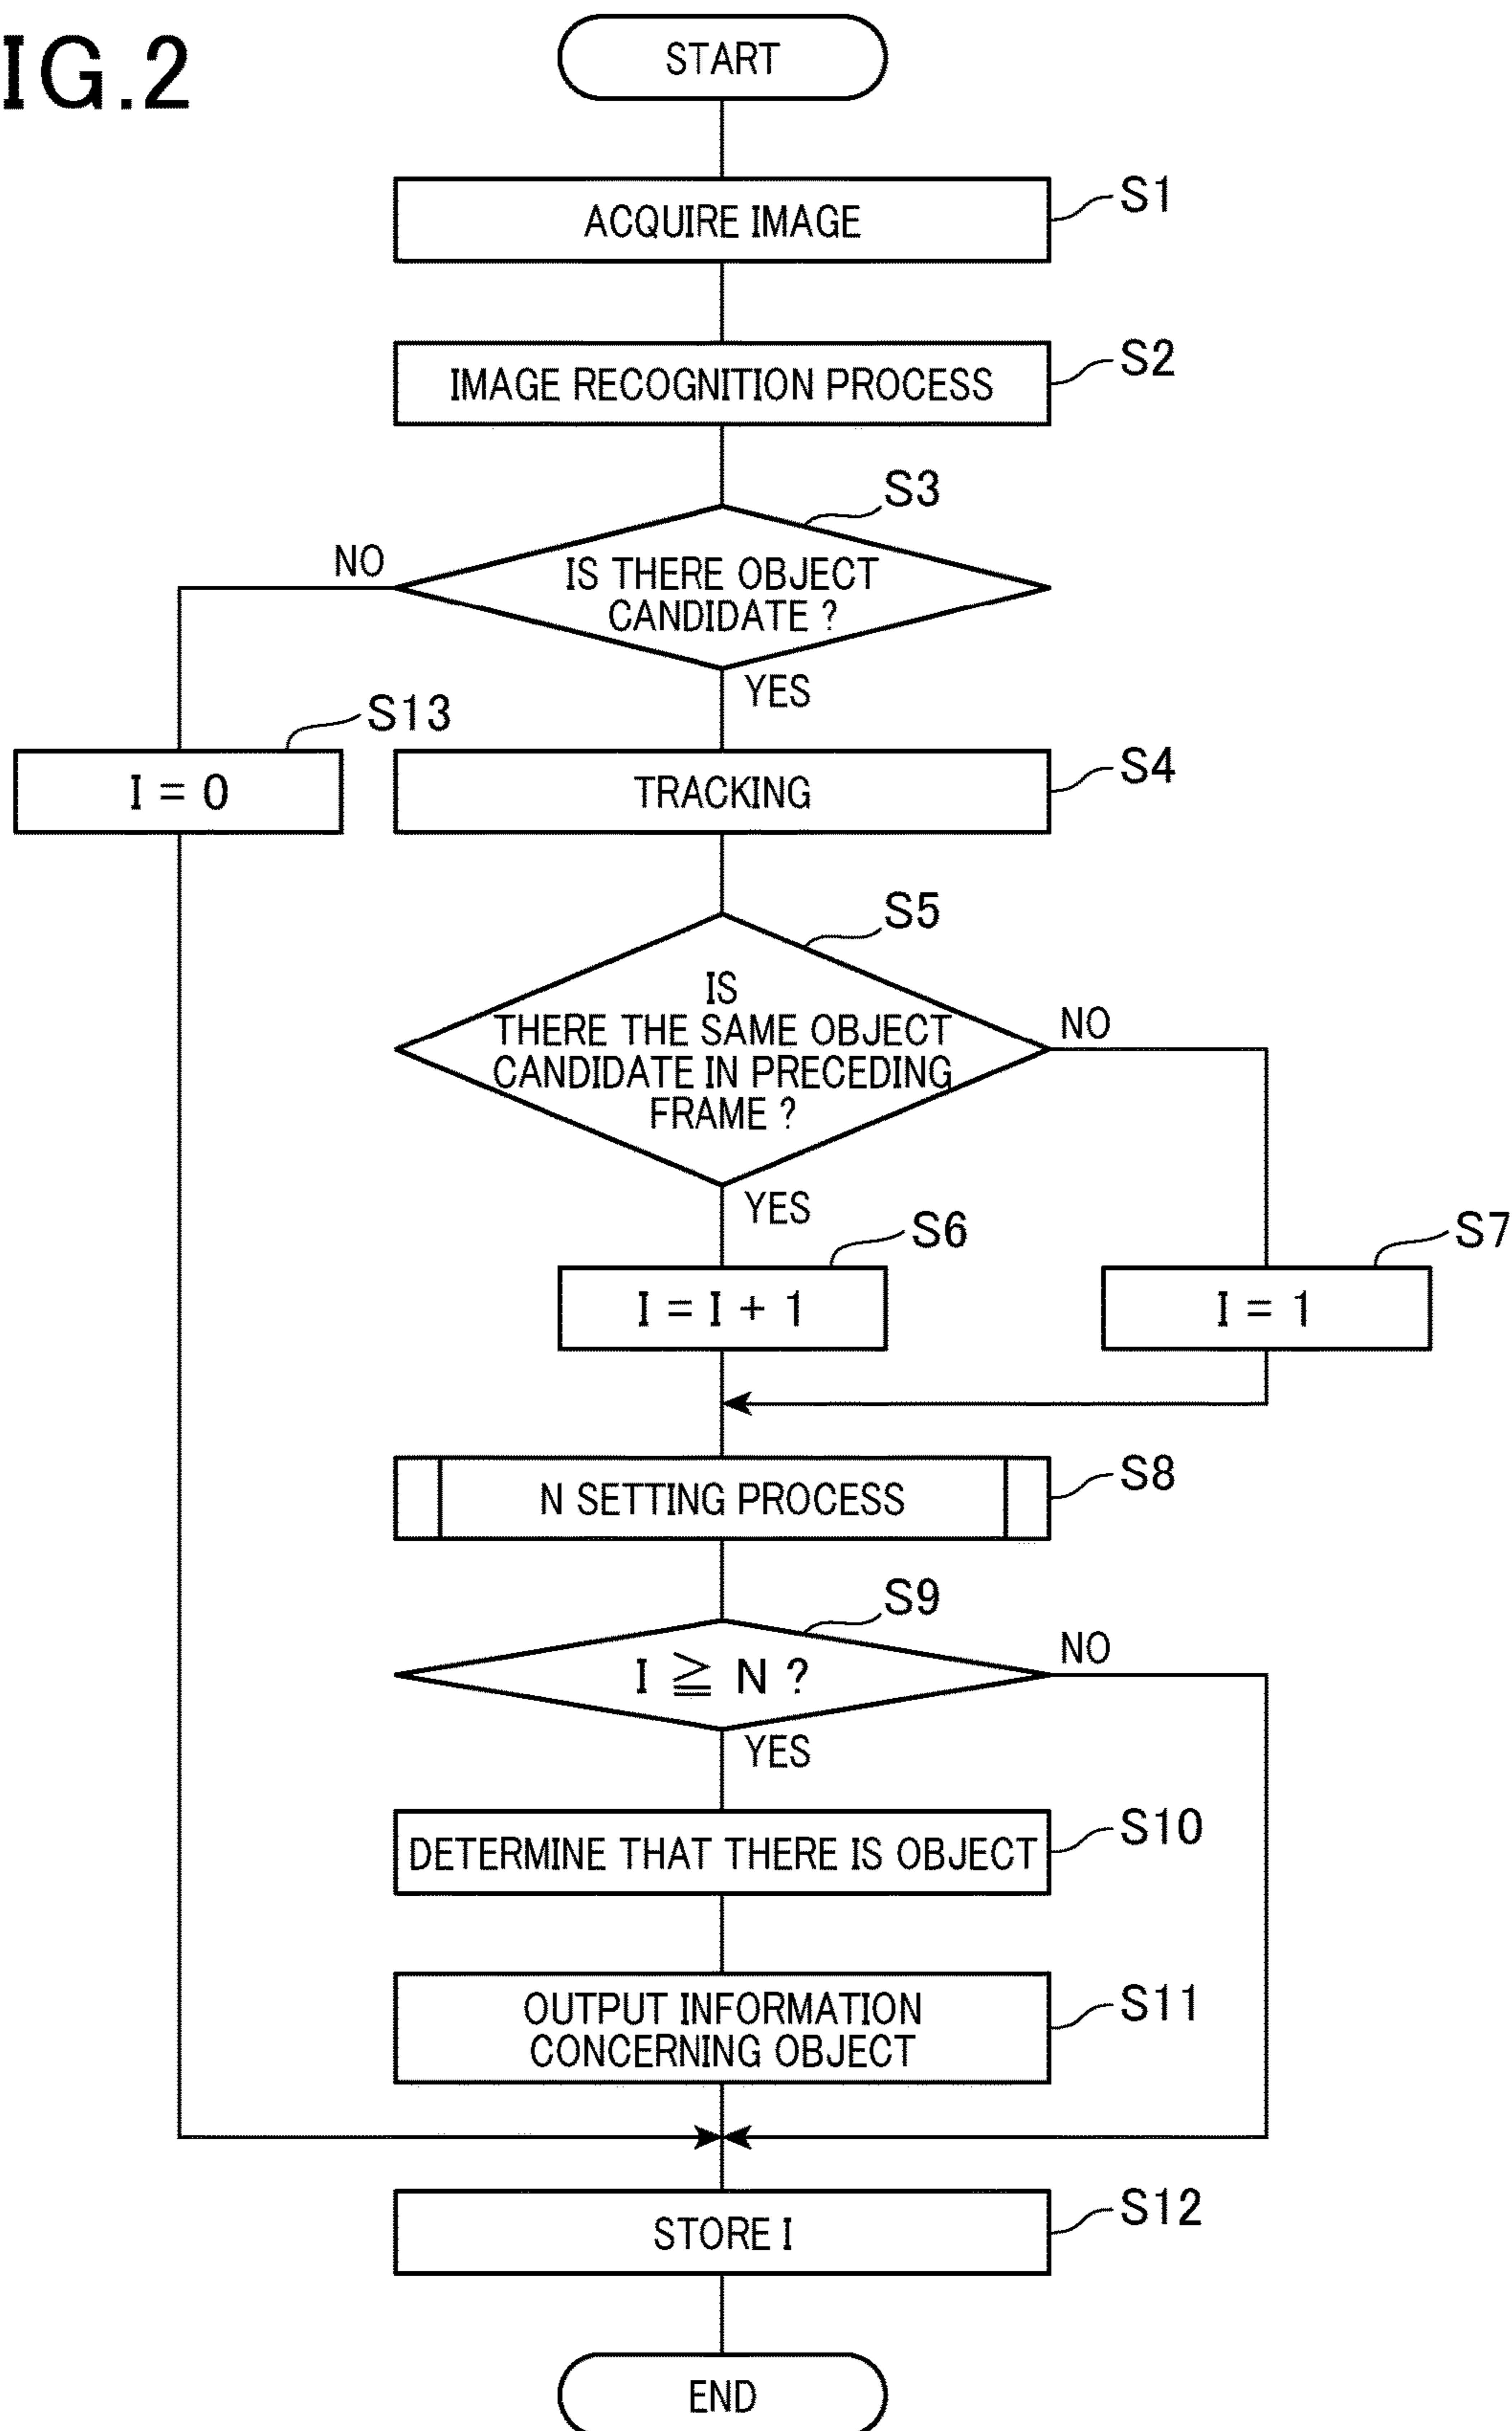 IG.2
START
ACQUIRE IMAGE
S1
IMAGE RECOGNITION PROCESS
S2
S3
IS THERE OBJECT
CANDIDATE ?
NO
YES
S13
I = 0
TRACKING
S4
S5
IS
THERE THE SAME OBJECT
CANDIDATE IN PRECEDING
FRAME ?
NO
YES
S6
I = I + 1
S7
I = 1
N SETTING PROCESS
S8
S9
I ≧ N ?
NO
YES
DETERMINE THAT THERE IS OBJECT
S10
OUTPUT INFORMATION
CONCERNING OBJECT
S11
STORE I
S12
END